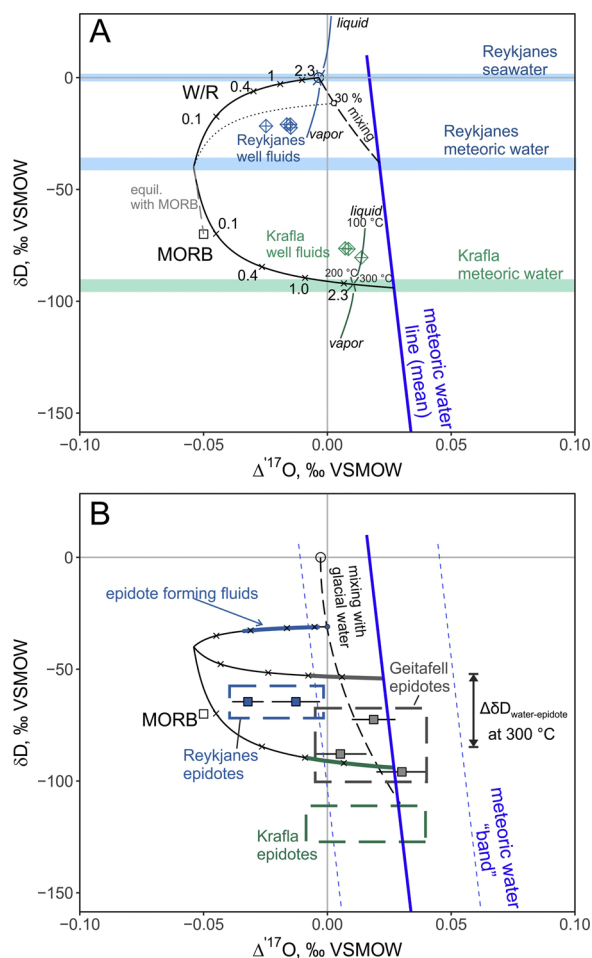 A
liquid
Reykjanes
seawater
2.3
1
0.4
W/R
0.1
30 %
mixing
vapor
Reykjanes
well fluids
Reykjanes
meteoric water
equil.
with MORB
MORB
0.1
liquid
100 °C
Krafla
well fluids
Krafla
meteoric water
0.4
200 °C
300 °C
1.0
2.3
vapor
meteoric water
line (mean)
δD, ‰ VSMOW
0
−50
−100
−150
−0.10
−0.05
0.00
0.05
0.10
Δ'17O, ‰ VSMOW
B
epidote forming fluids
mixing with
glacial water
Geitafell
epidotes
MORB
ΔδDwater-epidote
at 300 °C
Reykjanes
epidotes
Krafla
epidotes
meteoric water
“band”
δD, ‰ VSMOW
0
−50
−100
−150
−0.10
−0.05
0.00
0.05
0.10
Δ'17O, ‰ VSMOW